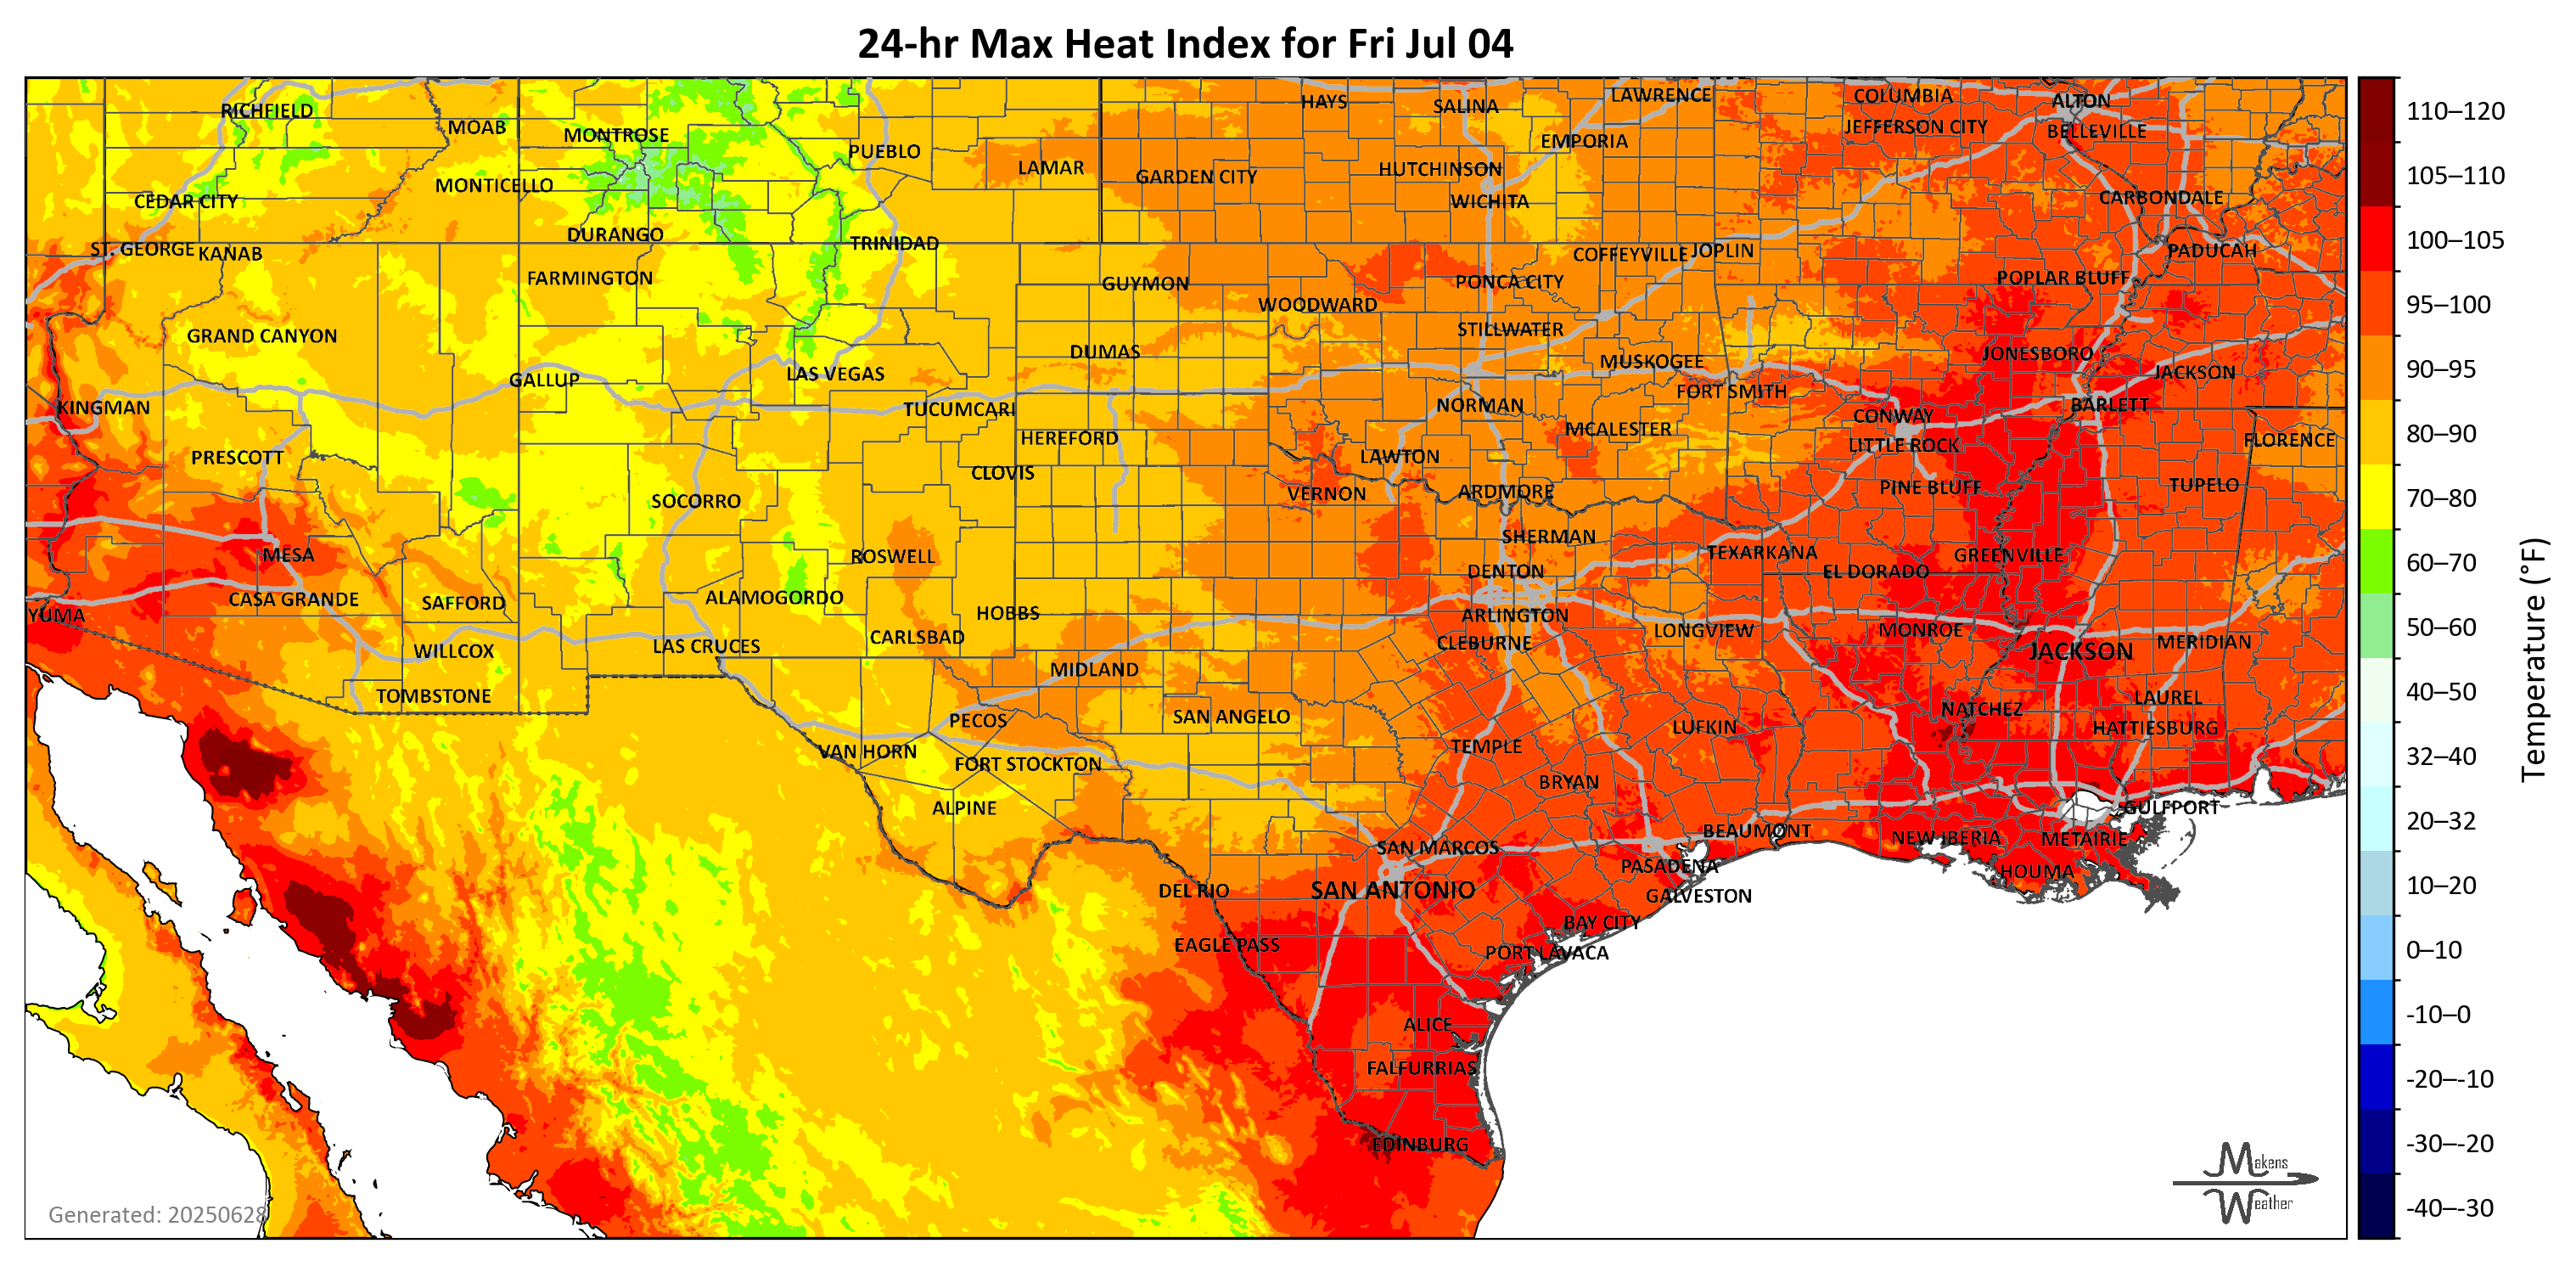 24-hr Max Heat Index for Fri Jul 04
RICHFIELD
MOAB
MONTROSE
PUEBLO
LAMAR
HAYS
SALINA
LAWRENCE
COLUMBIA
ALTON
JEFFERSON CITY
BELLEVILLE
EMPORIA
HUTCHINSON
GARDEN CITY
WICHITA
CARBONDALE
MONTICELLO
CEDAR CITY
DURANGO
TRINIDAD
ST. GEORGE
KANAB
COFFEYVILLE
JOPLIN
PADUCAH
FARMINGTON
GUYMON
PONCA CITY
POPLAR BLUFF
WOODWARD
GRAND CANYON
STILLWATER
DUMAS
MUSKOGEE
JONESBORO
JACKSON
GALLUP
LAS VEGAS
FORT SMITH
KINGMAN
TUCUMCARI
NORMAN
CONWAY
BARLETT
HEREFORD
MCALESTER
LITTLE ROCK
FLORENCE
PRESCOTT
CLOVIS
LAWTON
SOCORRO
VERNON
ARDMORE
PINE BLUFF
TUPELO
MESA
ROSWELL
SHERMAN
TEXARKANA
GREENVILLE
DENTON
EL DORADO
CASA GRANDE
SAFFORD
ALAMOGORDO
HOBBS
YUMA
ARLINGTON
LAS CRUCES
CARLSBAD
CLEBURNE
LONGVIEW
MONROE
MERIDIAN
WILLCOX
MIDLAND
JACKSON
TOMBSTONE
PECOS
SAN ANGELO
LUFKIN
NATCHEZ
LAUREL
HATTIESBURG
VAN HORN
FORT STOCKTON
TEMPLE
BRYAN
ALPINE
GULFPORT
SAN MARCOS
BEAUMONT
NEW IBERIA
METAIRIE
PASADENA
HOUMA
DEL RIO
SAN ANTONIO
GALVESTON
BAY CITY
EAGLE PASS
PORT LAVACA
ALICE
FALFURRIAS
EDINBURG
Generated: 20250628
Makens
Weather
110–120
105–110
100–105
95–100
90–95
80–90
70–80
60–70
50–60
40–50
32–40
20–32
10–20
0–10
-10–0
-20–-10
-30–-20
-40–-30
Temperature (°F)